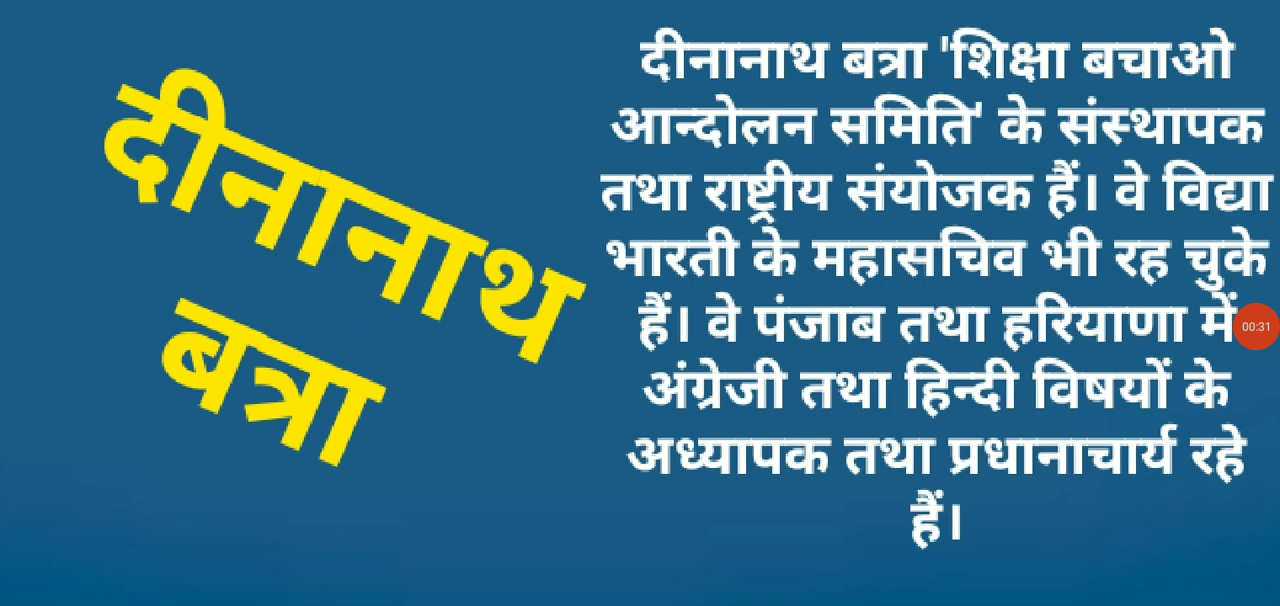 दीनानाथ
बत्रा
दीनानाथ बत्रा 'शिक्षा बचाओ
आन्दोलन समिति' के संस्थापक
तथा राष्ट्रीय संयोजक हैं। वे विद्या
भारती के महासचिव भी रह चुके
हैं। वे पंजाब तथा हरियाणा में
अंग्रेजी तथा हिन्दी विषयों के
अध्यापक तथा प्रधानाचार्य रहे
हैं।
00:31